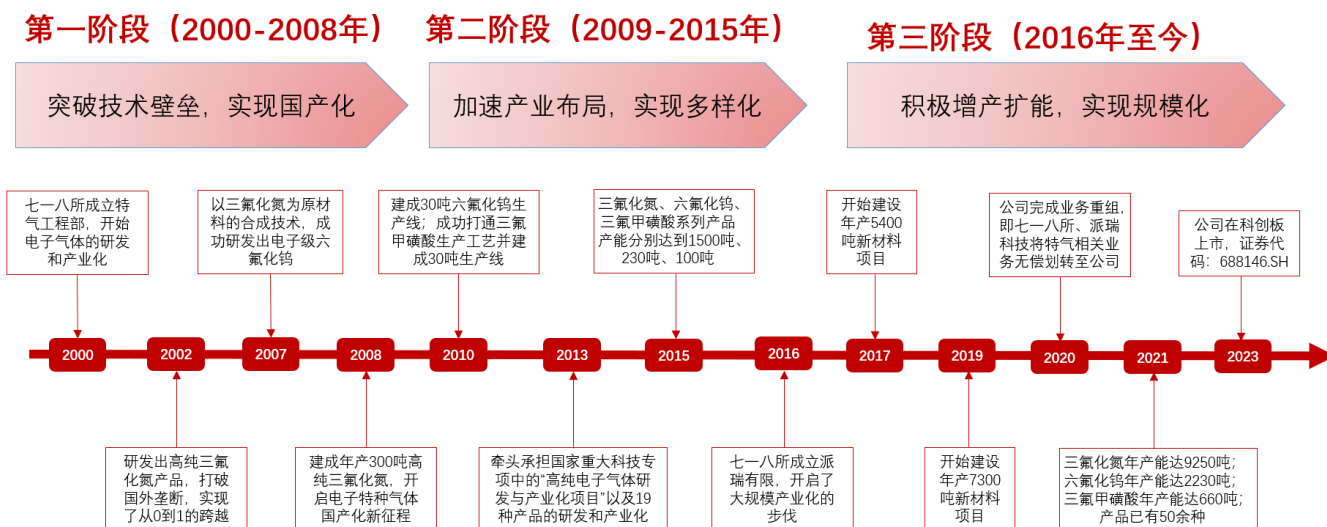 第一阶段（2000-2008年）
第二阶段（2009-2015年）
第三阶段（2016年至今）
突破技术壁垒，实现国产化
加速产业布局，实现多样化
积极增产扩能，实现规模化
七一八所成立特
气工程部，开始
电子气体的研发
和产业化
以三氟化氮为原材
料的合成技术，成
功研发出电子级六
氟化钨
建成30吨六氟化钨生
产线；成功打通三氟
甲磺酸生产工艺并建
成30吨生产线
三氟化氮、六氟化钨、
三氟甲磺酸系列产品
产能分别达到1500吨、
230吨、100吨
开始建设
年产5400
吨新材料
项目
公司完成业务重组，
即七一八所、派瑞
科技将特气相关业
务无偿划转至公司
公司在科创板
上市，证券代
码：688146.SH
2000
2002
2007
2008
2010
2013
2015
2016
2017
2019
2020
2021
2023
研发出高纯三氟
化氮产品，打破
国外垄断，实现
了从0到1的跨越
建成年产300吨高
纯三氟化氮，开
启电子特种气体
国产化新征程
牵头承担国家重大科技专
项中的“高纯电子气体研
发与产业化项目”以及19
种产品的研发和产业化
七一八所成立派
瑞有限，开启了
大规模产业化的
步伐
开始建设
年产7300
吨新材料
项目
三氟化氮年产能达9250吨；
六氟化钨年产能达2230吨；
三氟甲磺酸年产能达660吨；
产品已有50余种